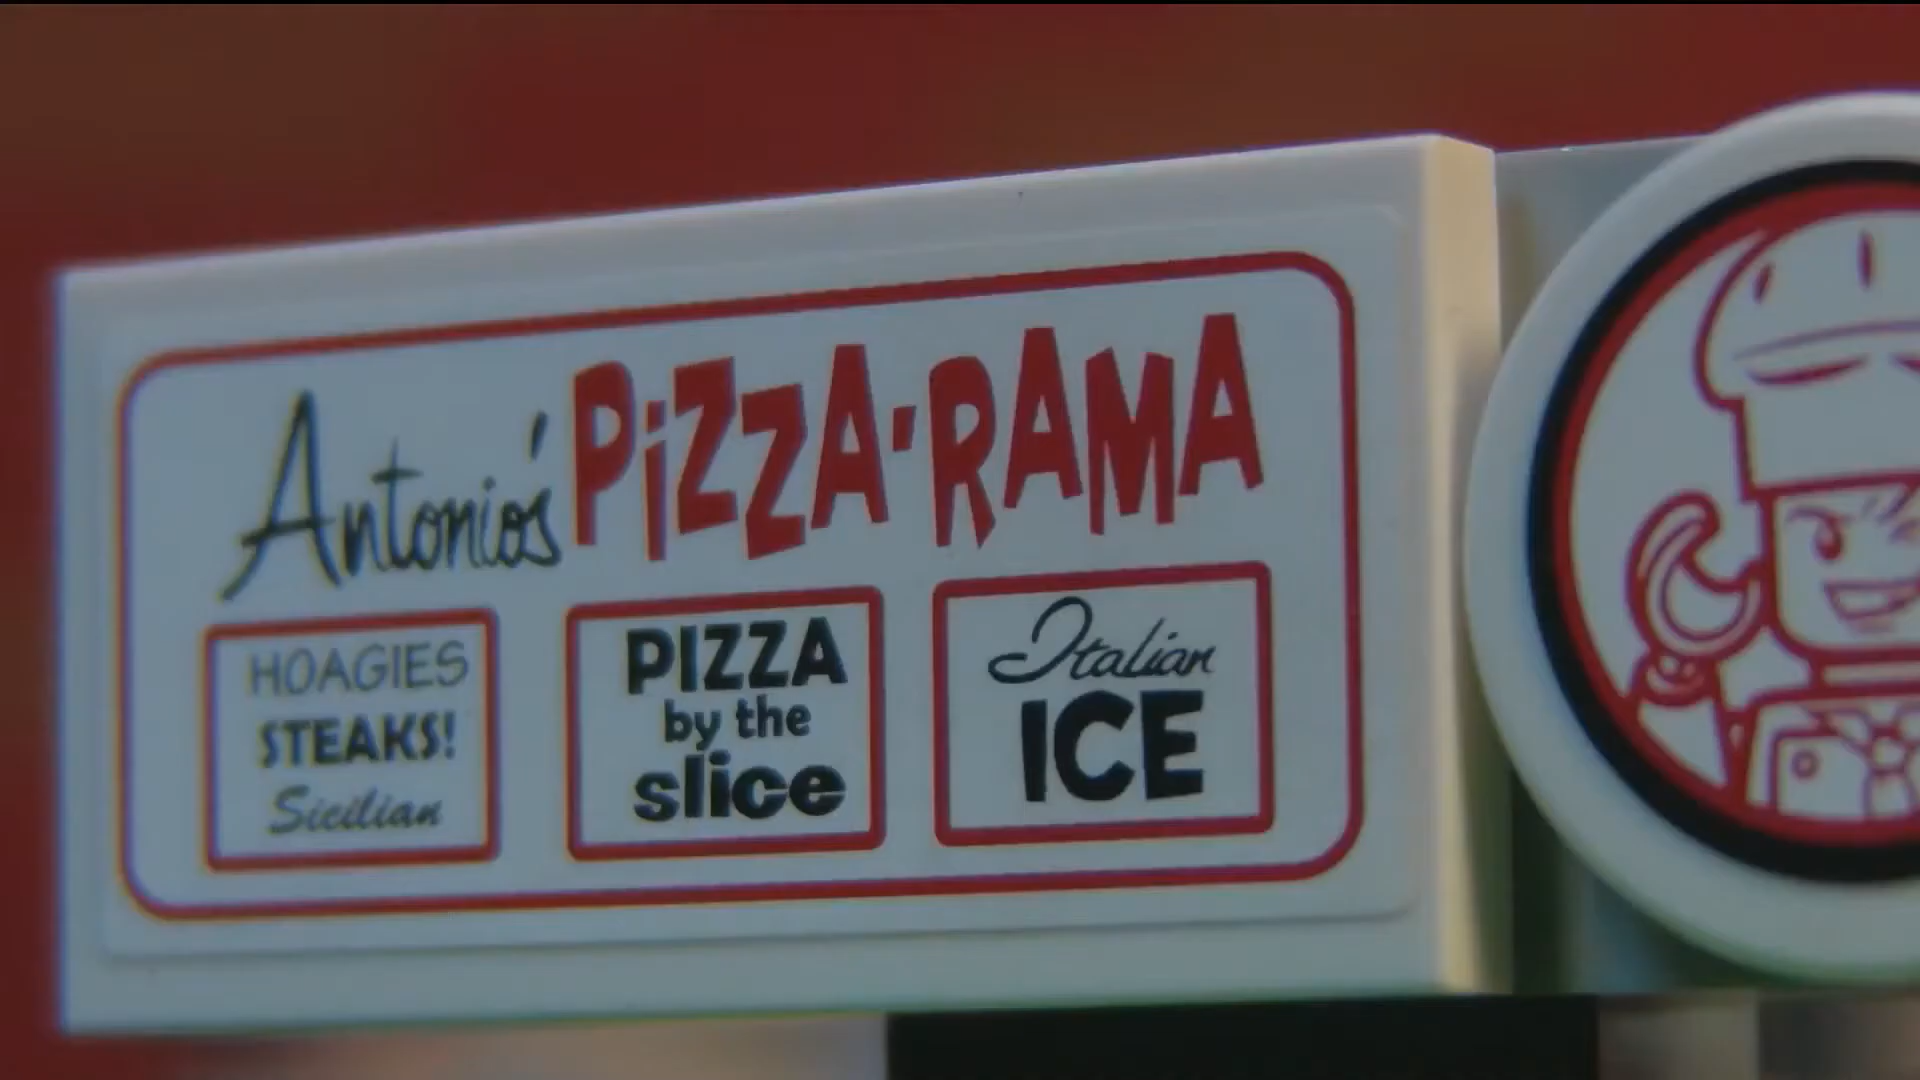 Antonio's PiZZA-RAMA
HOAGIES
STEAKS!
Sicilian
PIZZA
by the
slice
Italian
ICE